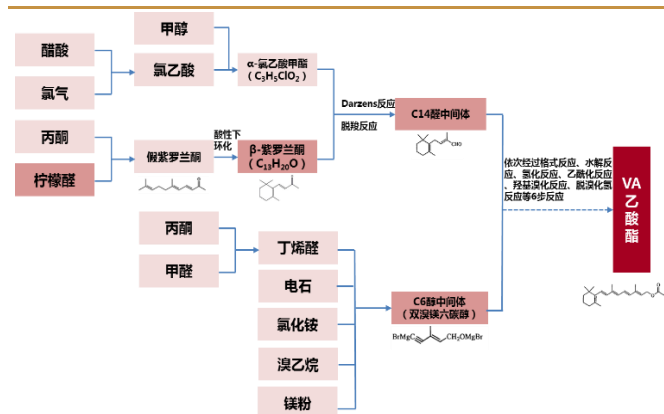 甲醇
醋酸
氯乙酸
α-氯乙酸甲酯
（C₃H₅ClO₂）
氯气
Darzens反应
脱羧反应
C14醛中间体
CHO
丙酮
假紫罗兰酮
酸性下
环化
β-紫罗兰酮
（C₁₃H₂₀O）
柠檬醛
O
O
依次经过格式反应、水解反
应、氢化反应、乙酰化反应
、羟基溴化反应、脱溴化氢
反应等6步反应
VA
乙酸
酯
O
O
丙酮
甲醛
丁烯醛
电石
氯化铵
溴乙烷
镁粉
C6醇中间体
（双溴镁六碳醇）
BrMgC
CH₂OMgBr